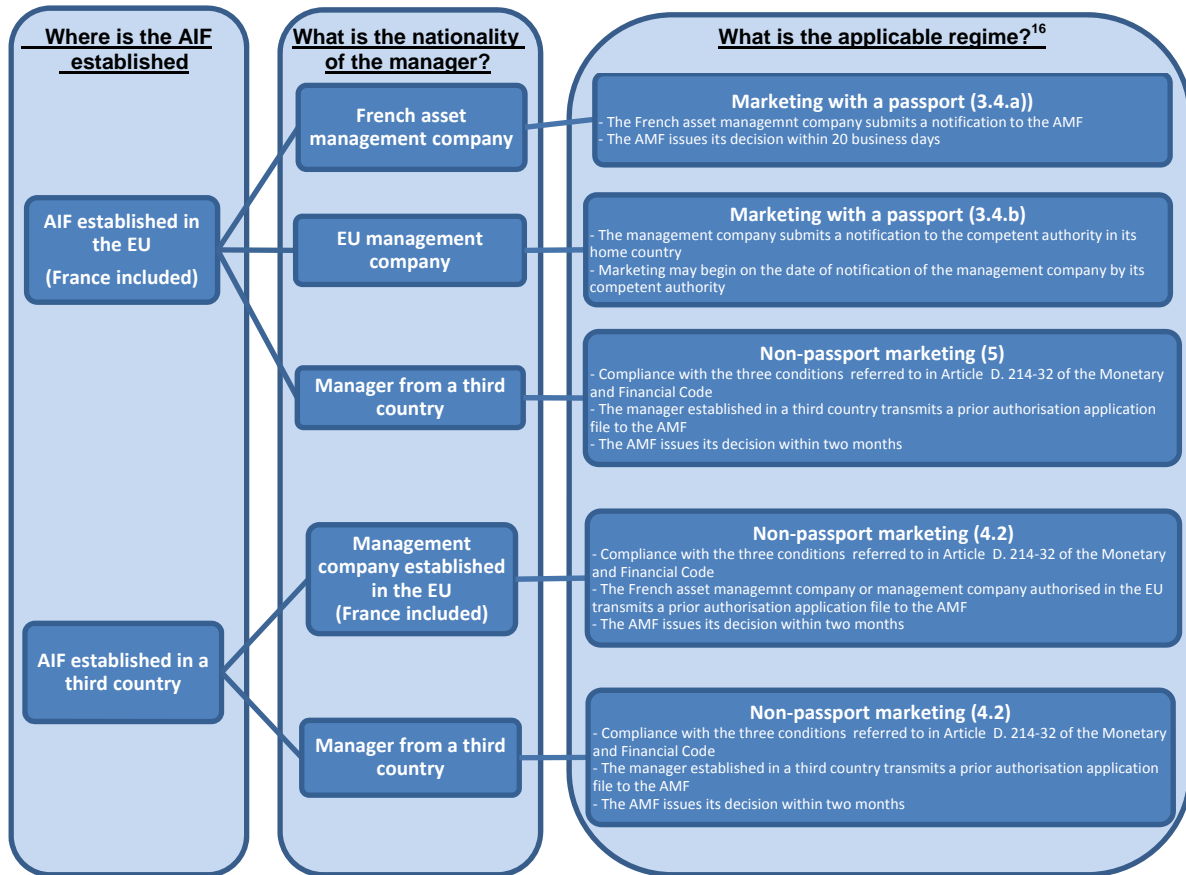 Where is the AIF
established
What is the nationality
of the manager?
What is the applicable regime?16
AIF established in
the EU
(France included)
French asset
management company
Marketing with a passport (3.4.a))
- The French asset managemnt company submits a notification to the AMF
- The AMF issues its decision within 20 business days
EU management
company
Marketing with a passport (3.4.b)
- The management company submits a notification to the competent authority in its
home country
- Marketing may begin on the date of notification of the management company by its
competent authority
Manager from a third
country
Non-passport marketing (5)
- Compliance with the three conditions referred to in Article D. 214-32 of the Monetary
and Financial Code
- The manager established in a third country transmits a prior authorisation application
file to the AMF
- The AMF issues its decision within two months
AIF established in a
third country
Management
company established
in the EU
(France included)
Non-passport marketing (4.2)
- Compliance with the three conditions referred to in Article D. 214-32 of the Monetary
and Financial Code
- The French asset managemnt company or management company authorised in the EU
transmits a prior authorisation application file to the AMF
- The AMF issues its decision within two months
Manager from a third
country
Non-passport marketing (4.2)
- Compliance with the three conditions referred to in Article D. 214-32 of the Monetary
and Financial Code
- The manager established in a third country transmits a prior authorisation application
file to the AMF
- The AMF issues its decision within two months